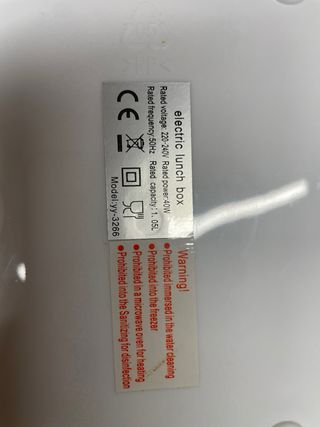 electric lunch box
Rated voltage: 220-240V Rated power:40W
Rated frequency:50Hz Rated capacity:1.05L
CE
Model:yy-3266
Warning!
●Prohibited immersed in the water cleaning
●Prohibited into the freezer
●Prohibited in a microwave oven for heating
●Prohibited into the Sanitizing for disinfection